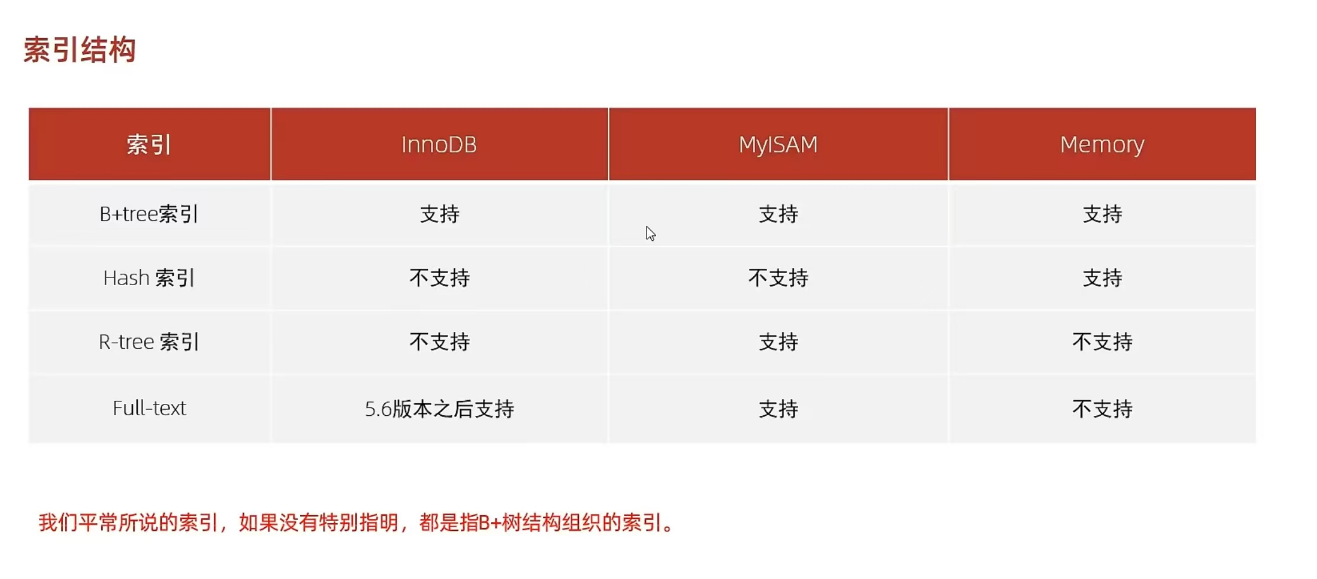 索引结构
索引 InnoDB MyISAM Memory
B+tree索引 支持 支持 支持
Hash 索引 不支持 不支持 支持
R-tree 索引 不支持 支持 不支持
Full-text 5.6版本之后支持 支持 不支持
我们平常所说的索引，如果没有特别指明，都是指B+树结构组织的索引。